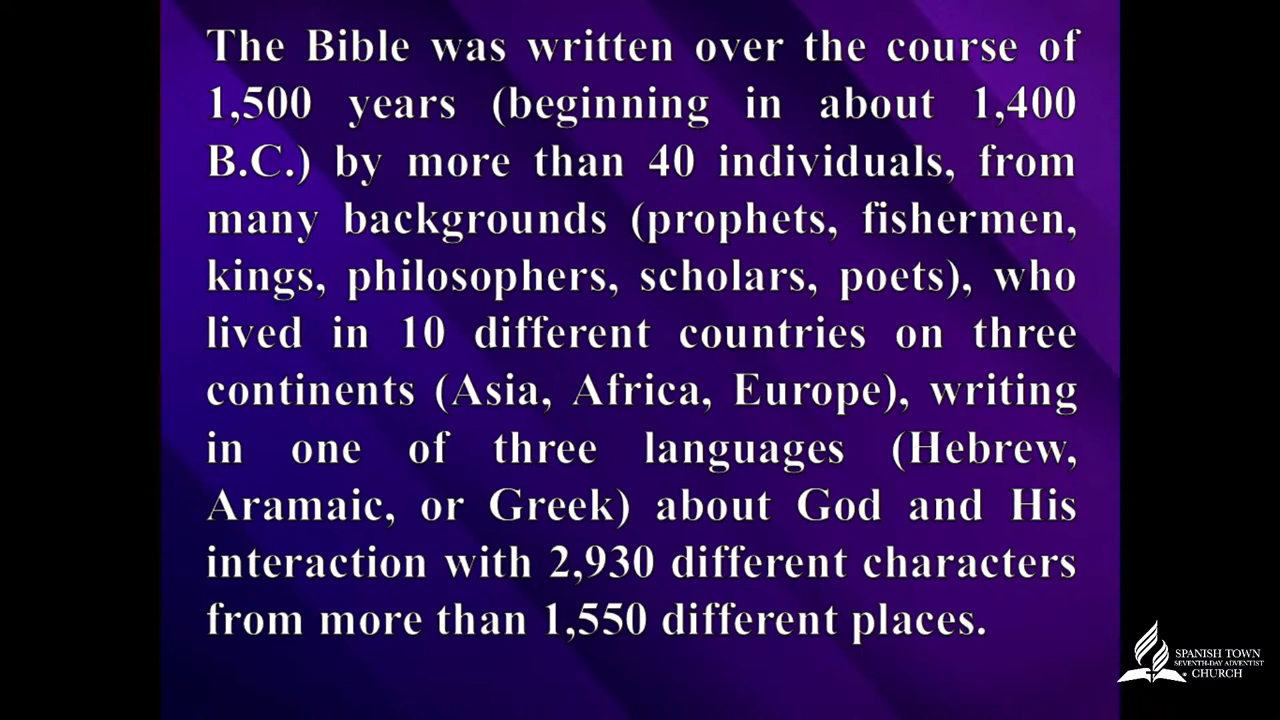 The Bible was written over the course of
1,500 years (beginning in about 1,400
B.C.) by more than 40 individuals, from
many backgrounds (prophets, fishermen,
kings, philosophers, scholars, poets), who
lived in 10 different countries on three
continents (Asia, Africa, Europe), writing
in one of three languages (Hebrew,
Aramaic, or Greek) about God and His
interaction with 2,930 different characters
from more than 1,550 different places.
SPANISH TOWN
SEVENTH-DAY ADVENTIST
CHURCH